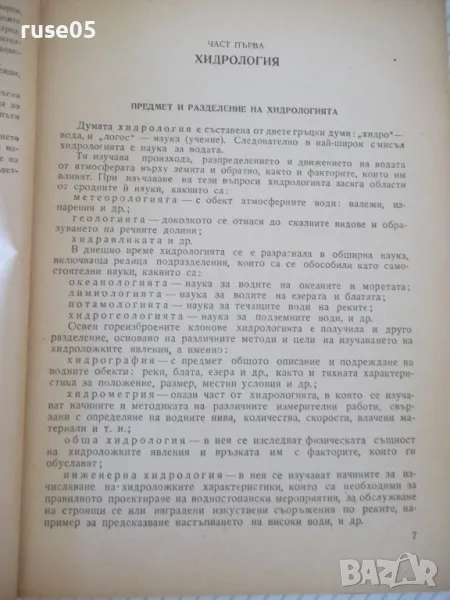 ruse05
ЧАСТ ПЪРВА
ХИДРОЛОГИЯ
ПРЕДМЕТ И РАЗДЕЛЕНИЕ НА ХИДРОЛОГИЯТА
Думата хидрология е съставена от двете гръцки думи: „хидро“—
вода, и „логос“ — наука (учение). Следователно в най-широк смисъл
хидрологията е наука за водата.
Тя изучава произхода, разпределението и движението на водата
от атмосферата върху земята и обратно, както и факторите, които им
влияят. При изучаване на тези въпроси хидрологията засяга области
от сродните ѝ науки, каквито са:
метеорологията — с обект атмосферните води: валежи, из-
парения и др.;
геологията — доколкото се отнася до скалните видове и обра-
зуването на речните долини;
хидравликата и др.
В днешно време хидрологията се е разраснала в обширна наука,
включваща редица подразделения, които са се обособили като само-
стоятелни науки, каквито са:
океанологията — наука за водите на океаните и моретата;
лимнологията — наука за водите на езерата и блатата;
потамологията — наука за течащите води на реките;
хидрогеологията — наука за подземните води, и др.
Освен гореизброените клонове хидрологията е получила и друго
разделение, основано на различните методи и цели на изучаването на
хидроложките явления, а именно:
хидрография — с предмет общото описание и подреждане на
водните обекти: реки, блата, езера и др., както и тяхната характери-
стика за положение, размер, местни условия и др.;
хидрометрия — онази част от хидрологията, в която се изуча-
ват начините и методиката на различните измерителни работи, свър-
зани с определяне на водните нива, количества, скорости, влачени ма-
териали и т. н.;
обща хидрология — в нея се изследват физическата същност
на хидроложките явления и връзката им с фактори, които ги
обуславят;
инженерна хидрология — в нея се изучават начините за из-
числяване на хидроложките характеристики, които са необходими за
правилното проектиране на водностопански мероприятия, за обслужване
на строящи се или изградени изкуствени съоръжения по реките, на-
пример за предсказване настъпването на високи води, и др.
7
BAZAR
.bg